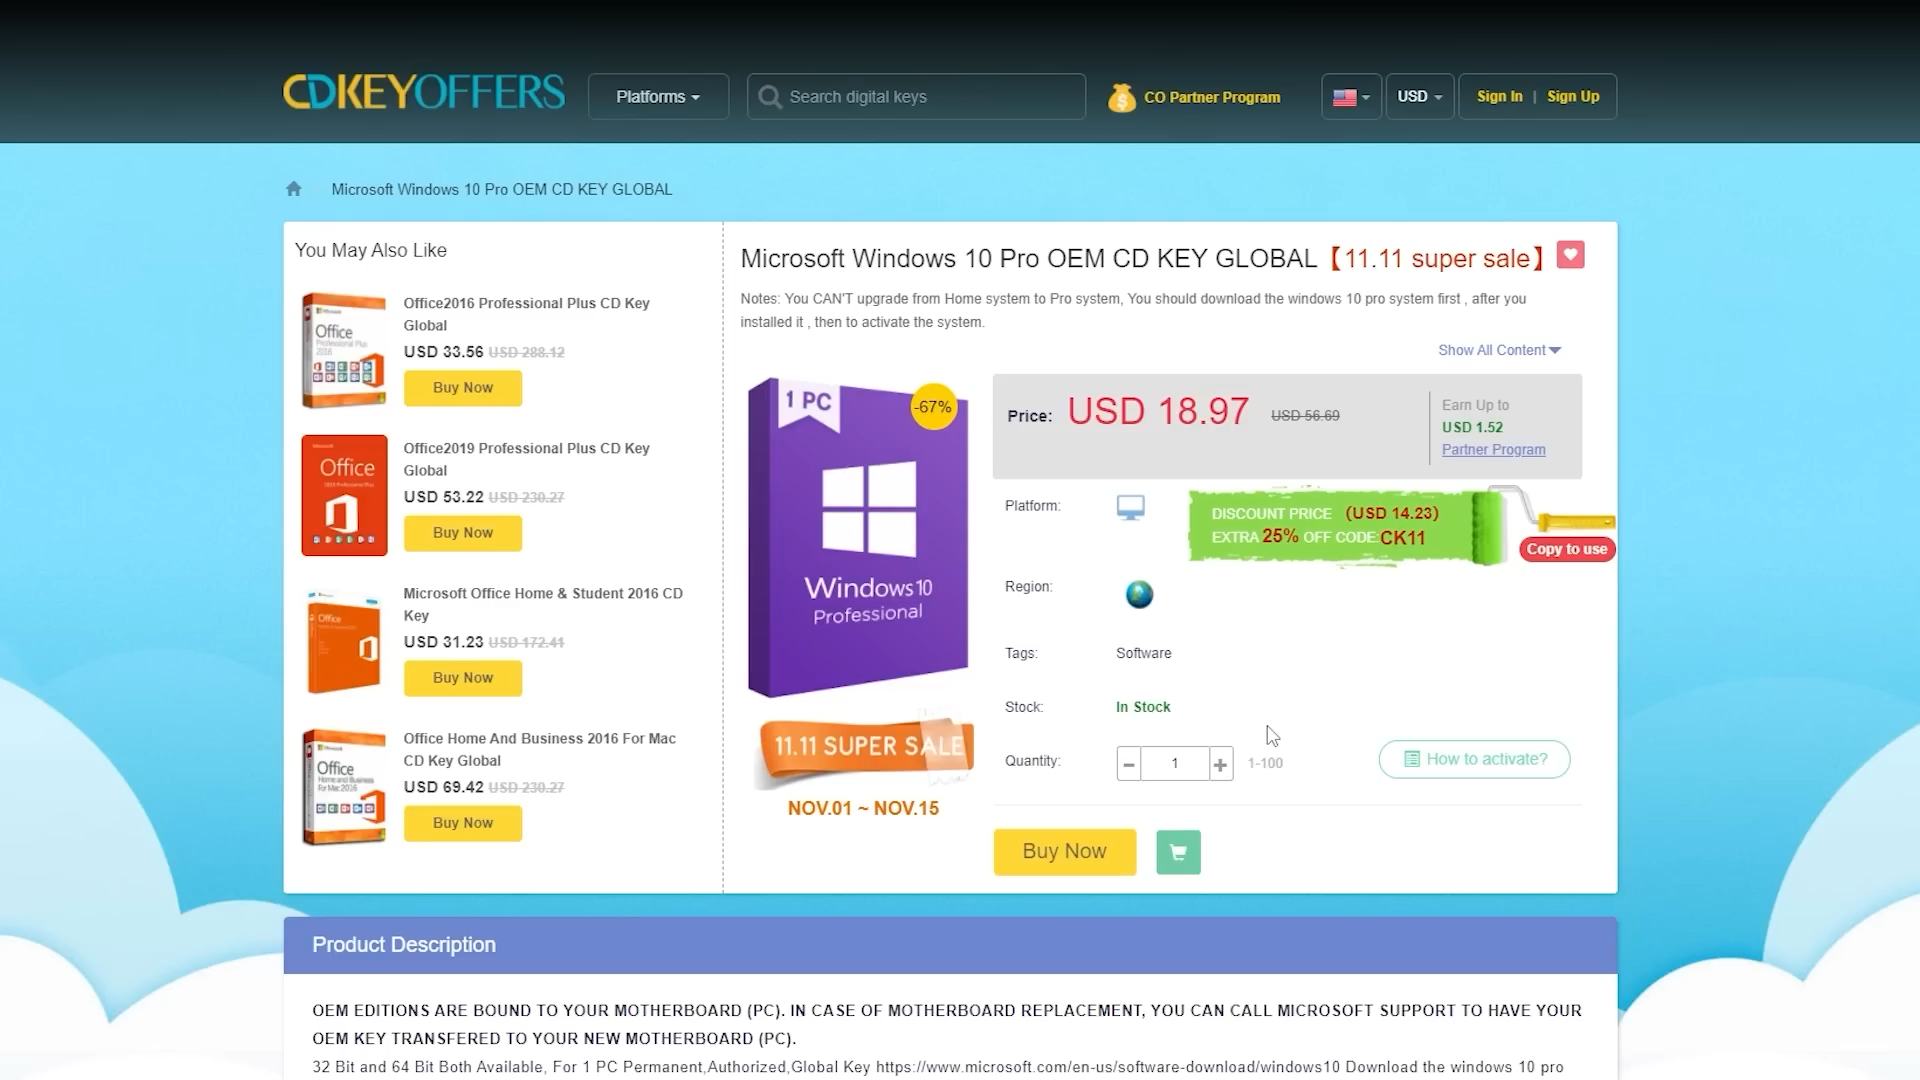 CDKEYOFFERS
Platforms
Search digital keys
CO Partner Program
USD
Sign In | Sign Up
Microsoft Windows 10 Pro OEM CD KEY GLOBAL
You May Also Like
Office2016 Professional Plus CD Key
Global
USD 33.56 USD 288.12
Buy Now
Office2019 Professional Plus CD Key
Global
USD 53.22 USD 230.27
Buy Now
Microsoft Office Home & Student 2016 CD
Key
USD 31.23 USD 172.41
Buy Now
Office Home And Business 2016 For Mac
CD Key Global
USD 69.42 USD 230.27
Buy Now
Microsoft Windows 10 Pro OEM CD KEY GLOBAL【11.11 super sale】
Notes: You CAN'T upgrade from Home system to Pro system, You should download the windows 10 pro system first , after you
installed it , then to activate the system.
Show All Content
1 PC
-67%
Windows 10
Professional
11.11 SUPER SALE
NOV.01 ~ NOV.15
Price: USD 18.97 USD 56.69
Earn Up to
USD 1.52
Partner Program
Platform:
DISCOUNT PRICE (USD 14.23)
EXTRA 25% OFF CODE:CK11
Copy to use
Region:
Tags: Software
Stock: In Stock
Quantity: 1 1-100
How to activate?
Buy Now
Product Description
OEM EDITIONS ARE BOUND TO YOUR MOTHERBOARD (PC). IN CASE OF MOTHERBOARD REPLACEMENT, YOU CAN CALL MICROSOFT SUPPORT TO HAVE YOUR
OEM KEY TRANSFERED TO YOUR NEW MOTHERBOARD (PC).
32 Bit and 64 Bit Both Available, For 1 PC Permanent,Authorized,Global Key https://www.microsoft.com/en-us/software-download/windows10 Download the windows 10 pro